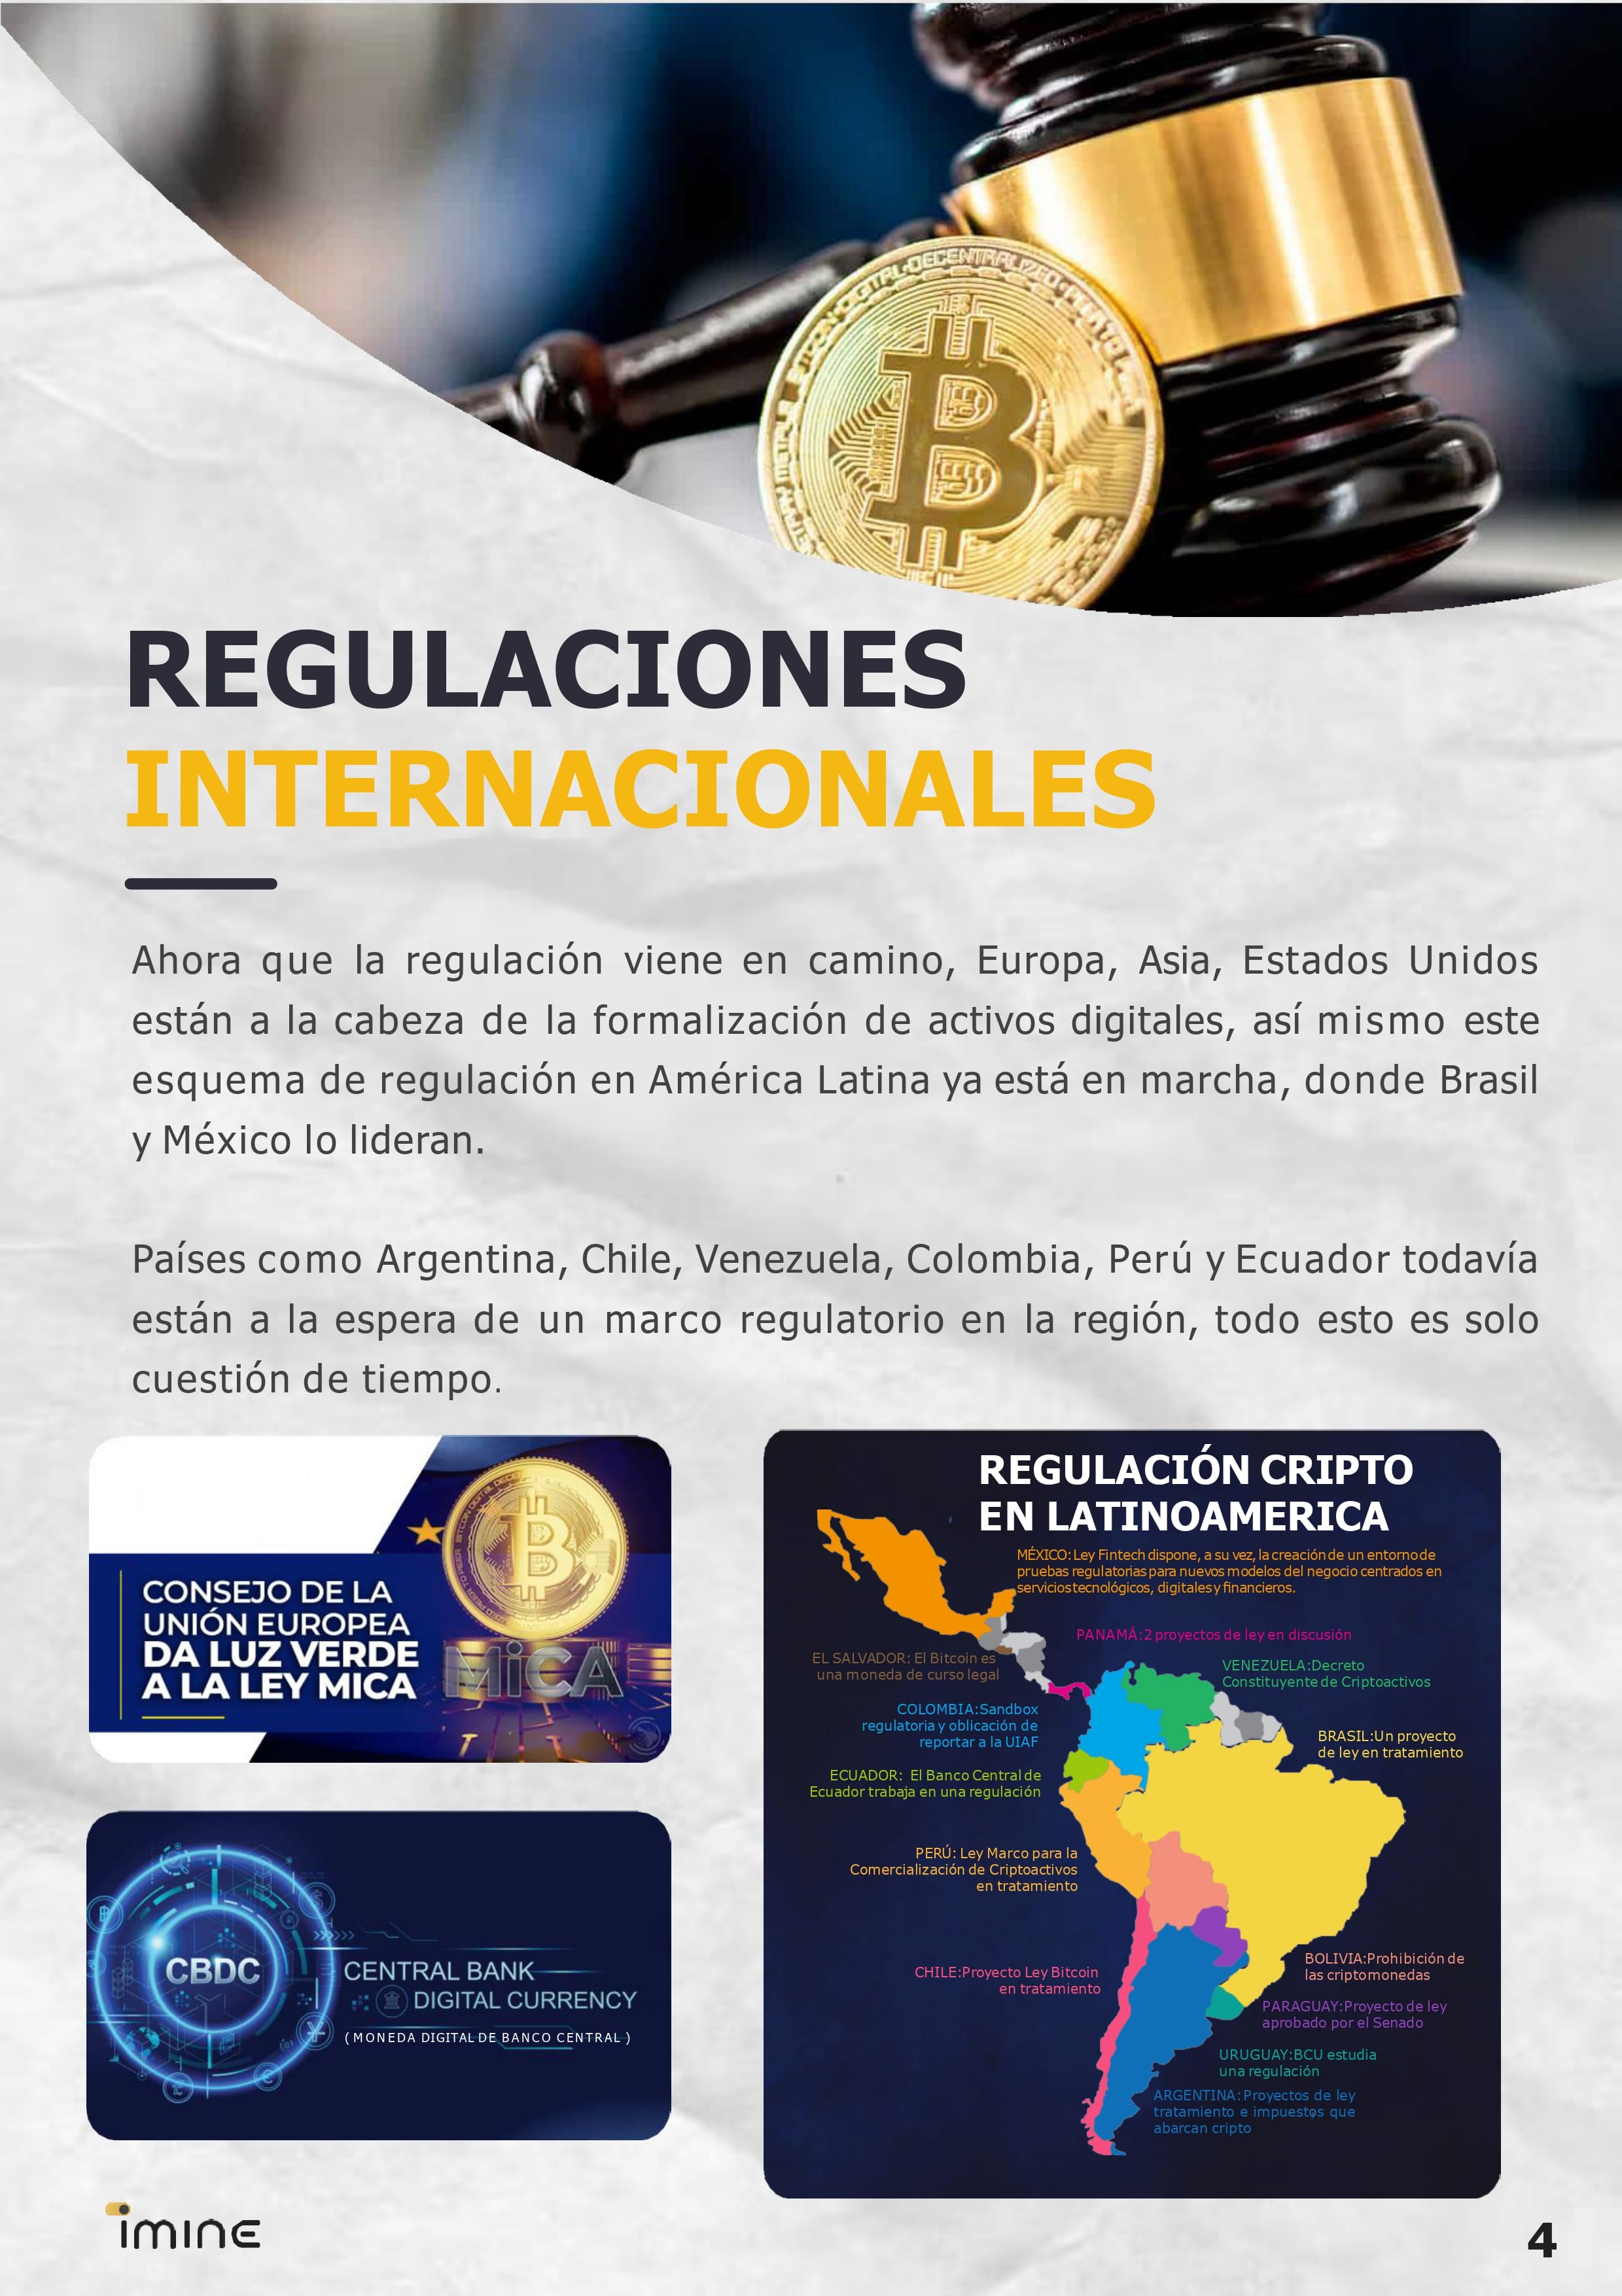 REGULACIONES
INTERNACIONALES
Ahora que la regulación viene en camino, Europa, Asia, Estados Unidos
están a la cabeza de la formalización de activos digitales, así mismo este
esquema de regulación en América Latina ya está en marcha, donde Brasil
y México lo lideran.
Países como Argentina, Chile, Venezuela, Colombia, Perú y Ecuador todavía
están a la espera de un marco regulatorio en la región, todo esto es solo
cuestión de tiempo.
CONSEJO DE LA
UNIÓN EUROPEA
DA LUZ VERDE
A LA LEY MICA
MiCA
CBDC
CENTRAL BANK
DIGITAL CURRENCY
(MONEDA DIGITAL DE BANCO CENTRAL)
REGULACIÓN CRIPTO
EN LATINOAMERICA
MÉXICO: Ley Fintech dispone, a su vez, la creación de un entorno de
pruebas regulatorias para nuevos modelos del negocio centrados en
servicios tecnológicos, digitales y financieros.
PANAMÁ:2 proyectos de ley en discusión
EL SALVADOR: El Bitcoin es
una moneda de curso legal
VENEZUELA:Decreto
Constituyente de Criptoactivos
COLOMBIA:Sandbox
regulatoria y oblicación de
reportar a la UIAF
BRASIL:Un proyecto
de ley en tratamiento
ECUADOR: El Banco Central de
Ecuador trabaja en una regulación
PERÚ: Ley Marco para la
Comercialización de Criptoactivos
en tratamiento
BOLIVIA:Prohibición de
las criptomonedas
CHILE:Proyecto Ley Bitcoin
en tratamiento
PARAGUAY:Proyecto de ley
aprobado por el Senado
URUGUAY:BCU estudia
una regulación
ARGENTINA:Proyectos de ley
tratamiento e impuestos que
abarcan cripto
imine
4